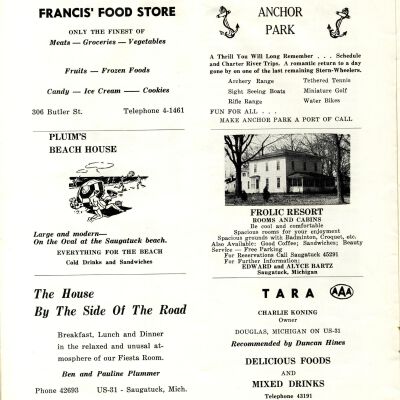 FRANCIS' FOOD STORE
ONLY THE FINEST OF
Meats — Groceries — Vegetables
Fruits — Frozen Foods
Candy — Ice Cream —— Cookies
306 Butler St. Telephone 4-1461
PLUIM'S
BEACH HOUSE
Large and modern—
On the Oval at the Saugatuck beach.
EVERYTHING FOR THE BEACH
Cold Drinks and Sandwiches
The House
By The Side Of The Road
Breakfast, Lunch and Dinner
in the relaxed and unusual at-
mosphere of our Fiesta Room.
Ben and Pauline Plummer
Phone 42693 US-31 - Saugatuck, Mich.
ANCHOR
PARK
A Thrill You Will Long Remember . . . Schedule
and Charter River Trips. A romantic return to a day
gone by on one of the last remaining Stern-Wheelers.
Archery Range Tethered Tennis
Sight Seeing Boats Miniature Golf
Rifle Range Water Bikes
FUN FOR ALL . . .
MAKE ANCHOR PARK A PORT OF CALL
FROLIC RESORT
ROOMS AND CABINS
Be cool and comfortable
Spacious rooms for your enjoyment
Spacious grounds with Badminton, Croquet, etc.
Also Available: Good Coffee; Sandwiches; Beauty
Service — Free Parking
For Reservations Call Saugatuck 45291
For Further Information:
EDWARD and ALYCE BARTZ
Saugatuck, Michigan
TARA AAA
CHARLIE KONING
Owner
DOUGLAS, MICHIGAN ON US-31
Recommended by Duncan Hines
DELICIOUS FOODS
AND
MIXED DRINKS
Telephone 43191